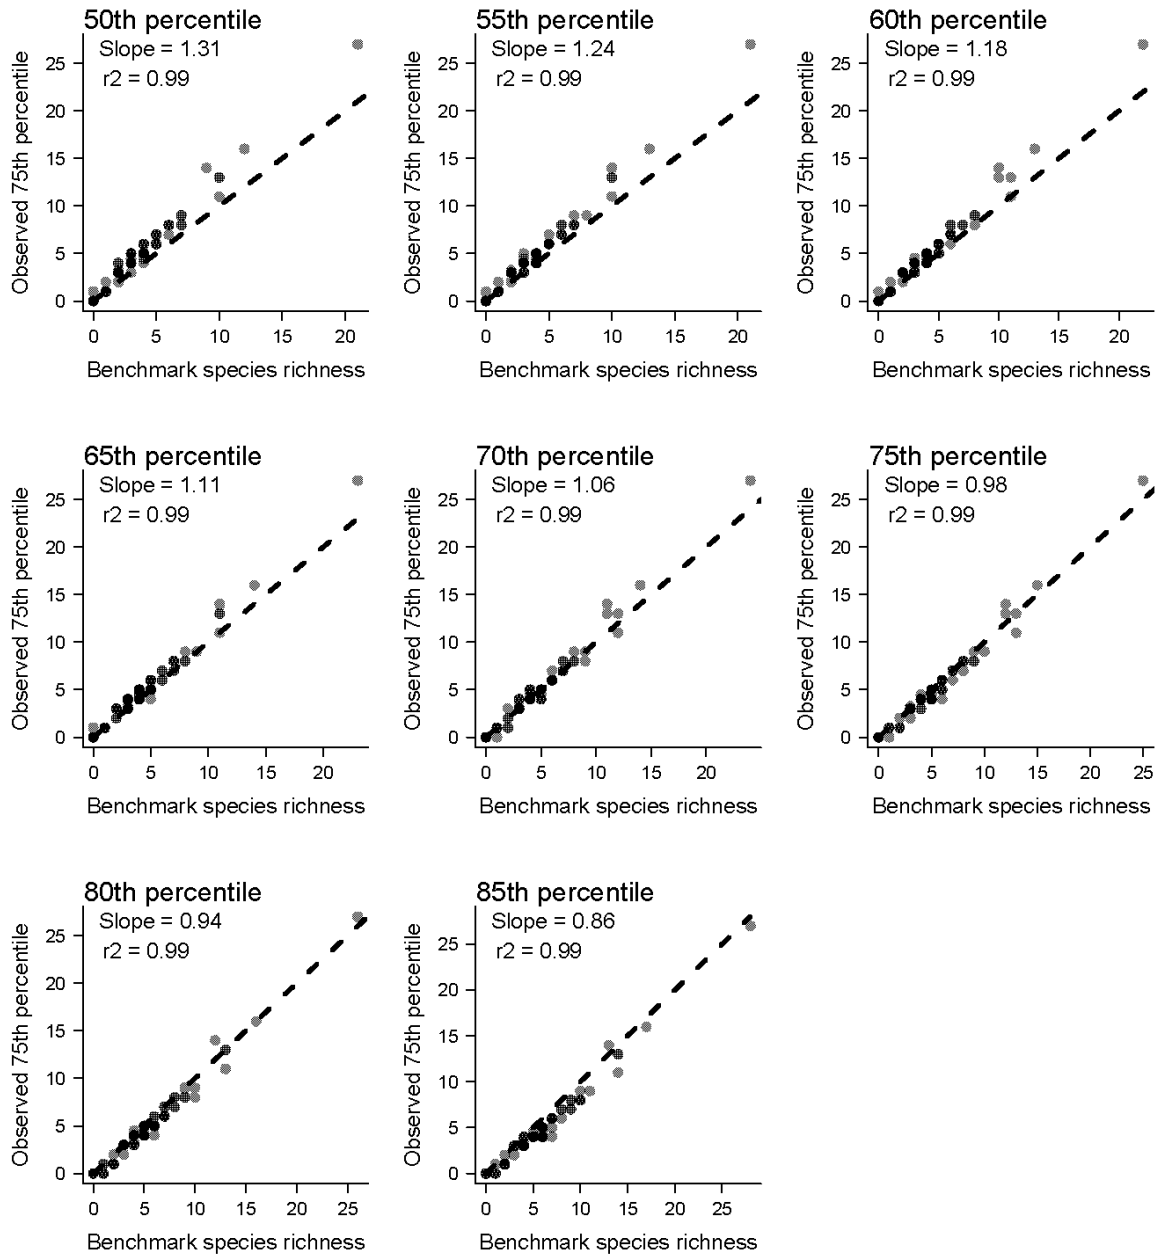 50th percentile
Slope = 1.31
r2 = 0.99
Observed 75th percentile
25
20
15
10
5
0
0 5 10 15 20
Benchmark species richness
55th percentile
Slope = 1.24
r2 = 0.99
Observed 75th percentile
25
20
15
10
5
0
0 5 10 15 20
Benchmark species richness
60th percentile
Slope = 1.18
r2 = 0.99
Observed 75th percentile
25
20
15
10
5
0
0 5 10 15 20
Benchmark species richness
65th percentile
Slope = 1.11
r2 = 0.99
Observed 75th percentile
25
20
15
10
5
0
0 5 10 15 20
Benchmark species richness
70th percentile
Slope = 1.06
r2 = 0.99
Observed 75th percentile
25
20
15
10
5
0
0 5 10 15 20
Benchmark species richness
75th percentile
Slope = 0.98
r2 = 0.99
Observed 75th percentile
25
20
15
10
5
0
0 5 10 15 20 25
Benchmark species richness
80th percentile
Slope = 0.94
r2 = 0.99
Observed 75th percentile
25
20
15
10
5
0
0 5 10 15 20 25
Benchmark species richness
85th percentile
Slope = 0.86
r2 = 0.99
Observed 75th percentile
25
20
15
10
5
0
0 5 10 15 20 25
Benchmark species richness